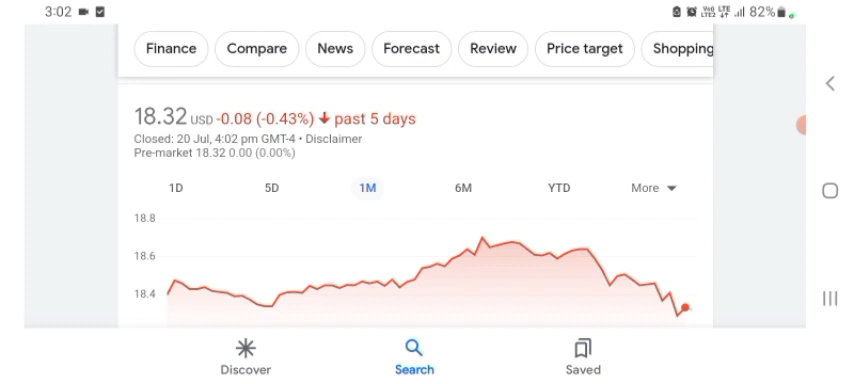 3:02
82%
Finance Compare News Forecast Review Price target Shopping
18.32 USD -0.08 (-0.43%) past 5 days
Closed: 20 Jul, 4:02 pm GMT-4 • Disclaimer
Pre-market 18.32 0.00 (0.00%)
1D 5D 1M 6M YTD More
18.8
18.6
18.4
Discover Search Saved